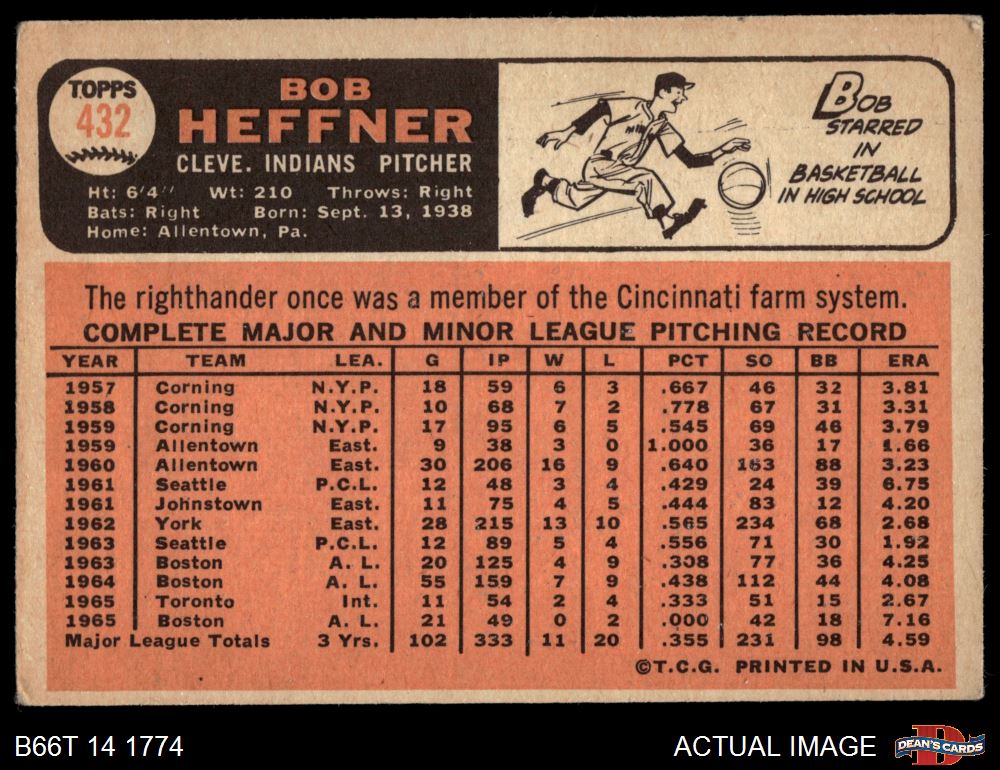 TOPPS
432
BOB
HEFFNER
CLEVE. INDIANS PITCHER
Ht: 6'4" Wt: 210 Throws: Right
Bats: Right Born: Sept. 13, 1938
Home: Allentown, Pa.
BOB
STARRED
IN
BASKETBALL
IN HIGH SCHOOL
The righthander once was a member of the Cincinnati farm system.
COMPLETE MAJOR AND MINOR LEAGUE PITCHING RECORD
YEAR TEAM LEA. G IP W L PCT SO BB ERA
1957 Corning N.Y.P. 18 59 6 3 .667 46 32 3.81
1958 Corning N.Y.P. 10 68 7 2 .778 67 31 3.31
1959 Corning N.Y.P. 17 95 6 5 .545 69 46 3.79
1959 Allentown East. 9 38 3 0 1.000 36 17 1.66
1960 Allentown East. 30 206 16 9 .640 163 88 3.23
1961 Seattle P.C.L. 12 48 3 4 .429 24 39 6.75
1961 Johnstown East. 11 75 4 5 .444 83 12 4.20
1962 York East. 28 215 13 10 .565 234 68 2.68
1963 Seattle P.C.L. 12 89 5 4 .556 71 30 1.92
1963 Boston A. L. 20 125 4 9 .308 77 36 4.25
1964 Boston A. L. 55 159 7 9 .438 112 44 4.08
1965 Toronto Int. 11 54 2 4 .333 51 15 2.67
1965 Boston A. L. 21 49 0 2 .000 42 18 7.16
Major League Totals 3 Yrs. 102 333 11 20 .355 231 98 4.59
©T.C.G. PRINTED IN U.S.A.
B66T 14 1774
ACTUAL IMAGE
DEAN'S CARDS